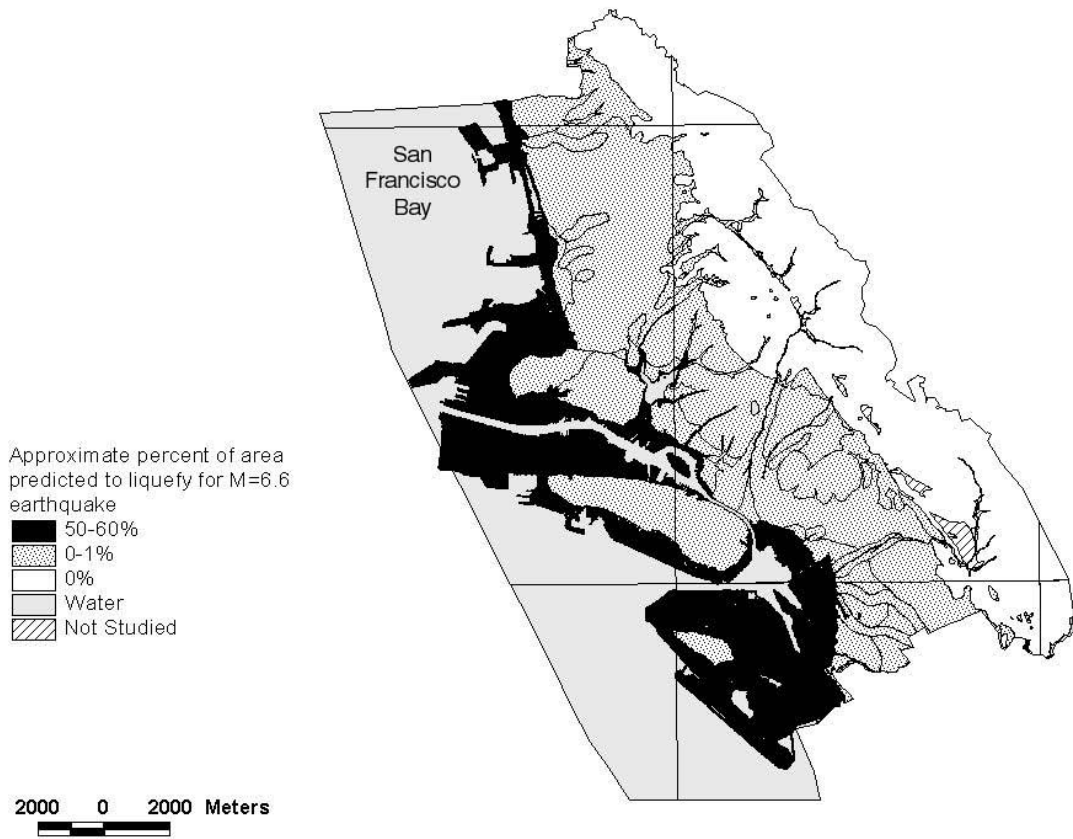 San
Francisco
Bay
Approximate percent of area
predicted to liquefy for M=6.6
earthquake
50-60%
0-1%
0%
Water
Not Studied
2000 0 2000 Meters